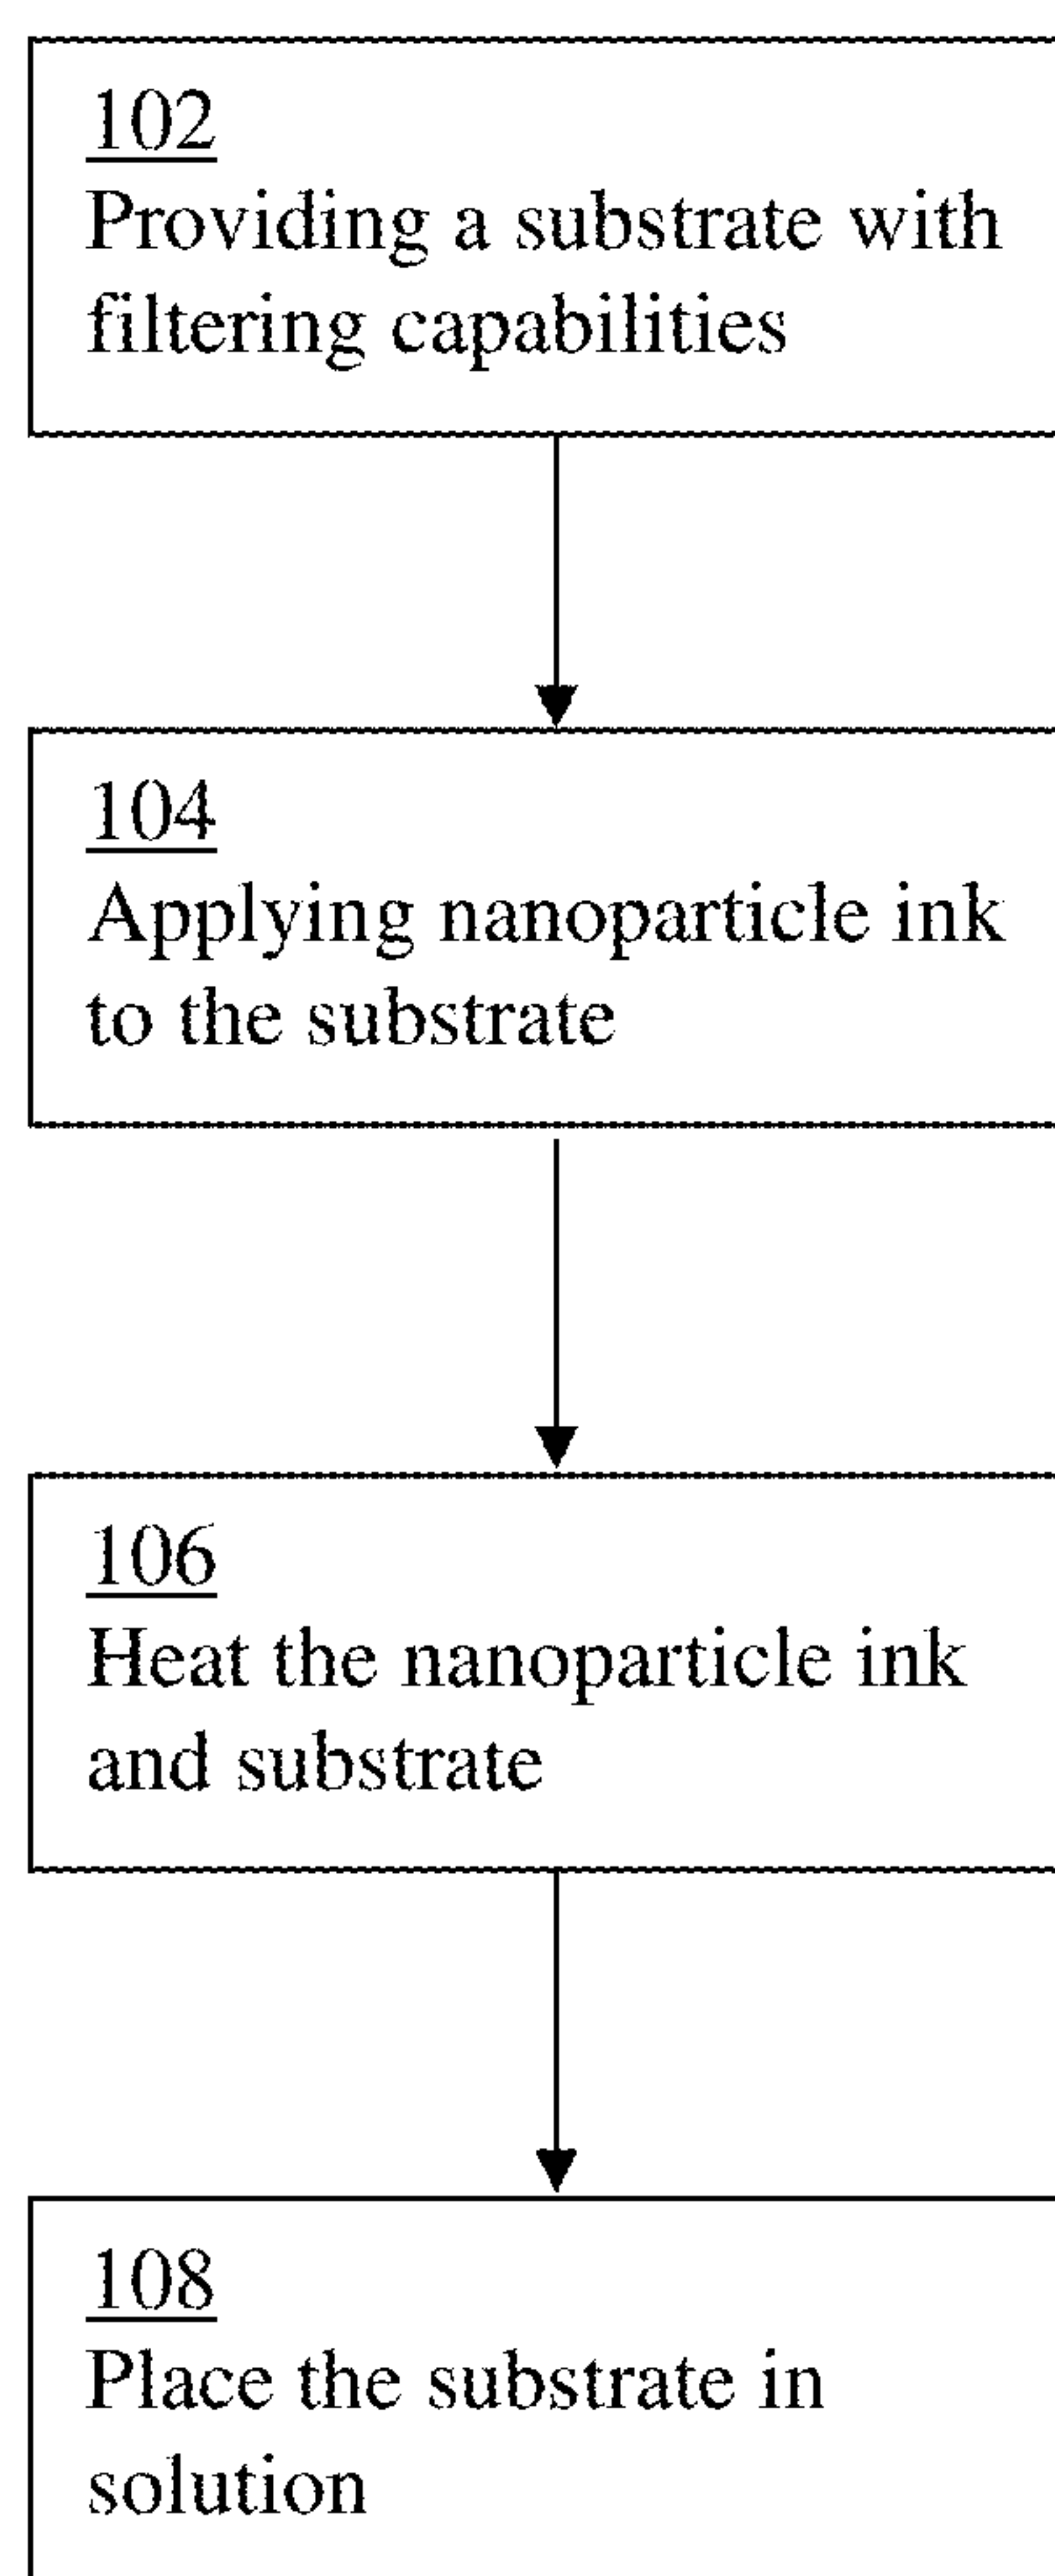 102
Providing a substrate with
filtering capabilities
104
Applying nanoparticle ink
to the substrate
106
Heat the nanoparticle ink
and substrate
108
Place the substrate in
solution